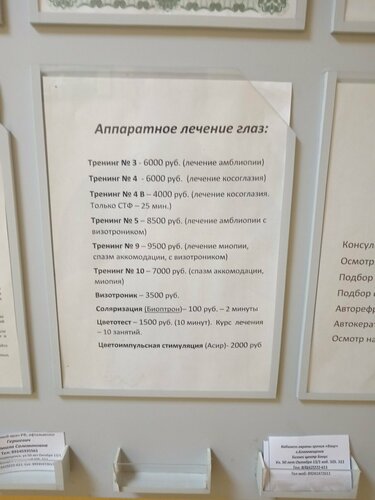 Аппаратное лечение глаз:
Тренинг № 3 - 6000 руб. (лечение амблиопии)
Тренинг № 4 - 6000 руб. (лечение косоглазия)
Тренинг № 4 В – 4000 руб. (лечение косоглазия.
Только СТФ – 25 мин.)
Тренинг № 5 – 8500 руб. (лечение амблиопии с
визотроником)
Тренинг № 9 – 9500 руб. (лечение миопии,
спазм аккомодации, с визотроником)
Тренинг № 10 – 7000 руб. (спазм аккомодации,
миопия)
Визотроник – 3500 руб.
Соляризация (Биоптрон)– 100 руб. – 2 минуты
Цветотест – 1500 руб. (10 минут). Курс лечения
– 10 занятий.
Цветоимпульсная стимуляция (Асир)- 2000 руб
Консул
Осмотр
Подбор
Подбор
Авторефр
Автокерат
Осмотр на
Кабинет охраны зрения
г.Благовещенск